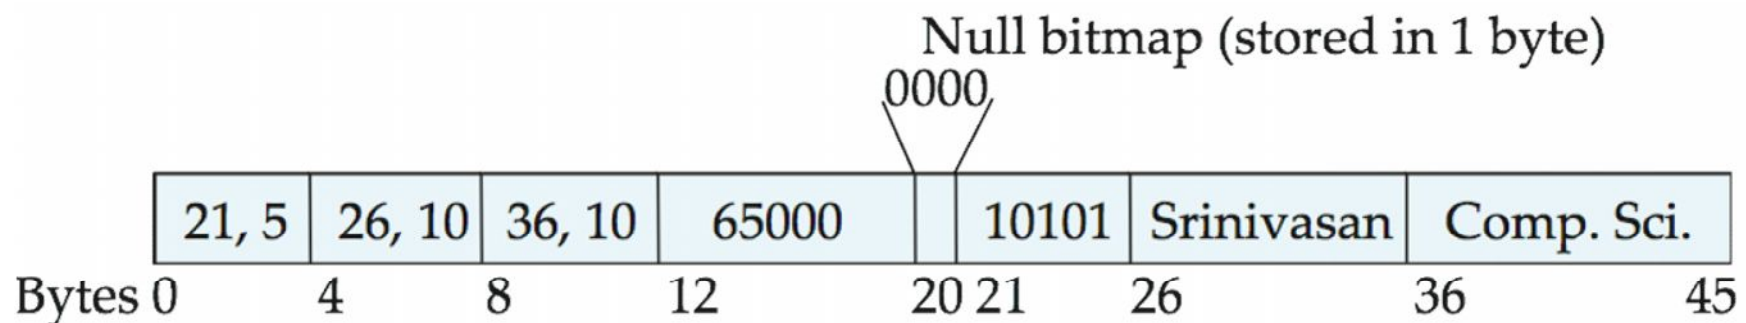 Null bitmap (stored in 1 byte)
0000
21, 5 26, 10 36, 10 65000 10101 Srinivasan Comp. Sci.
Bytes 0 4 8 12 20 21 26 36 45